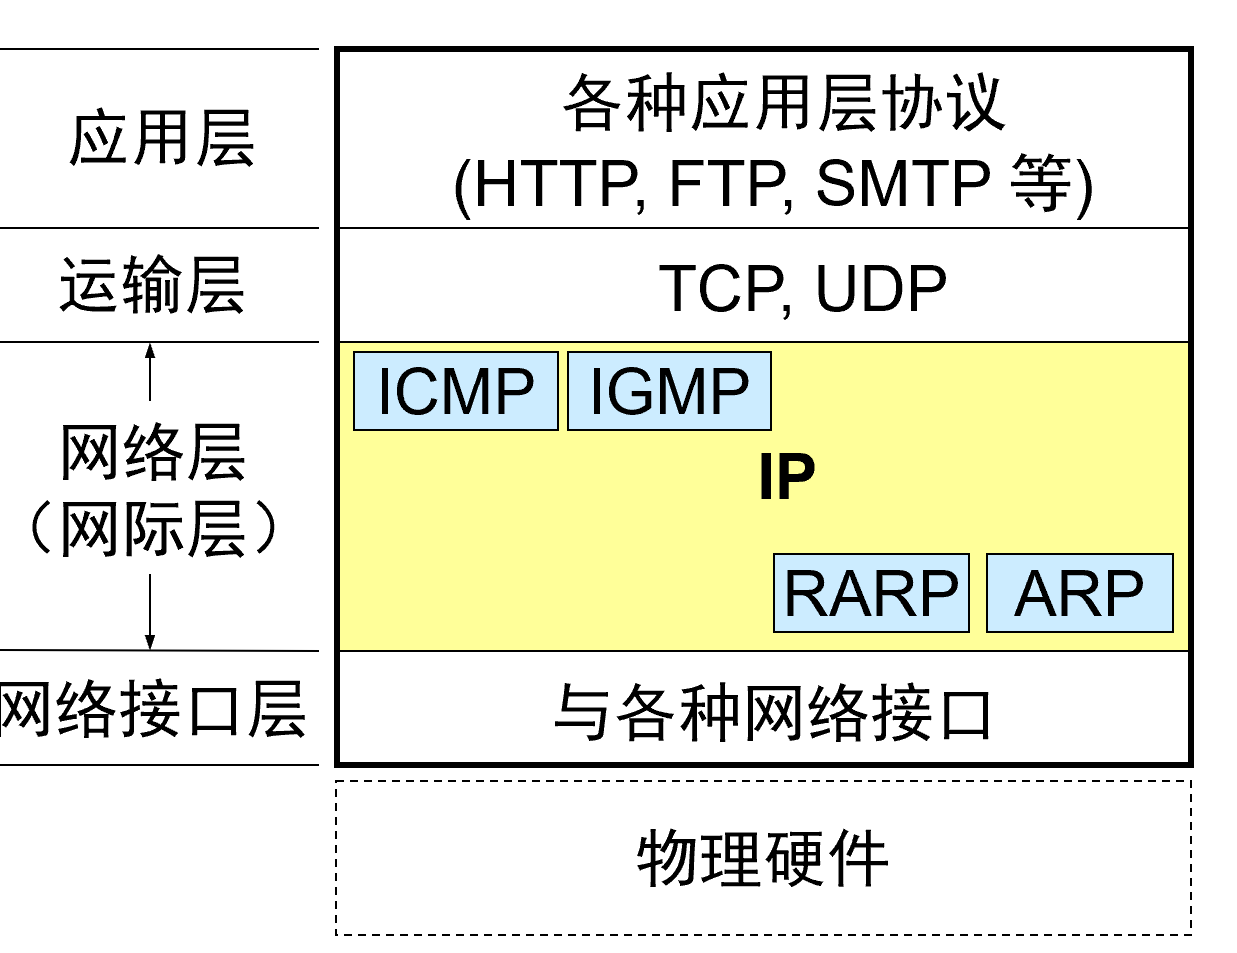 应用层
各种应用层协议
(HTTP, FTP, SMTP 等)
运输层
TCP, UDP
ICMP
IGMP
网络层
（网际层）
IP
RARP
ARP
网络接口层
与各种网络接口
物理硬件